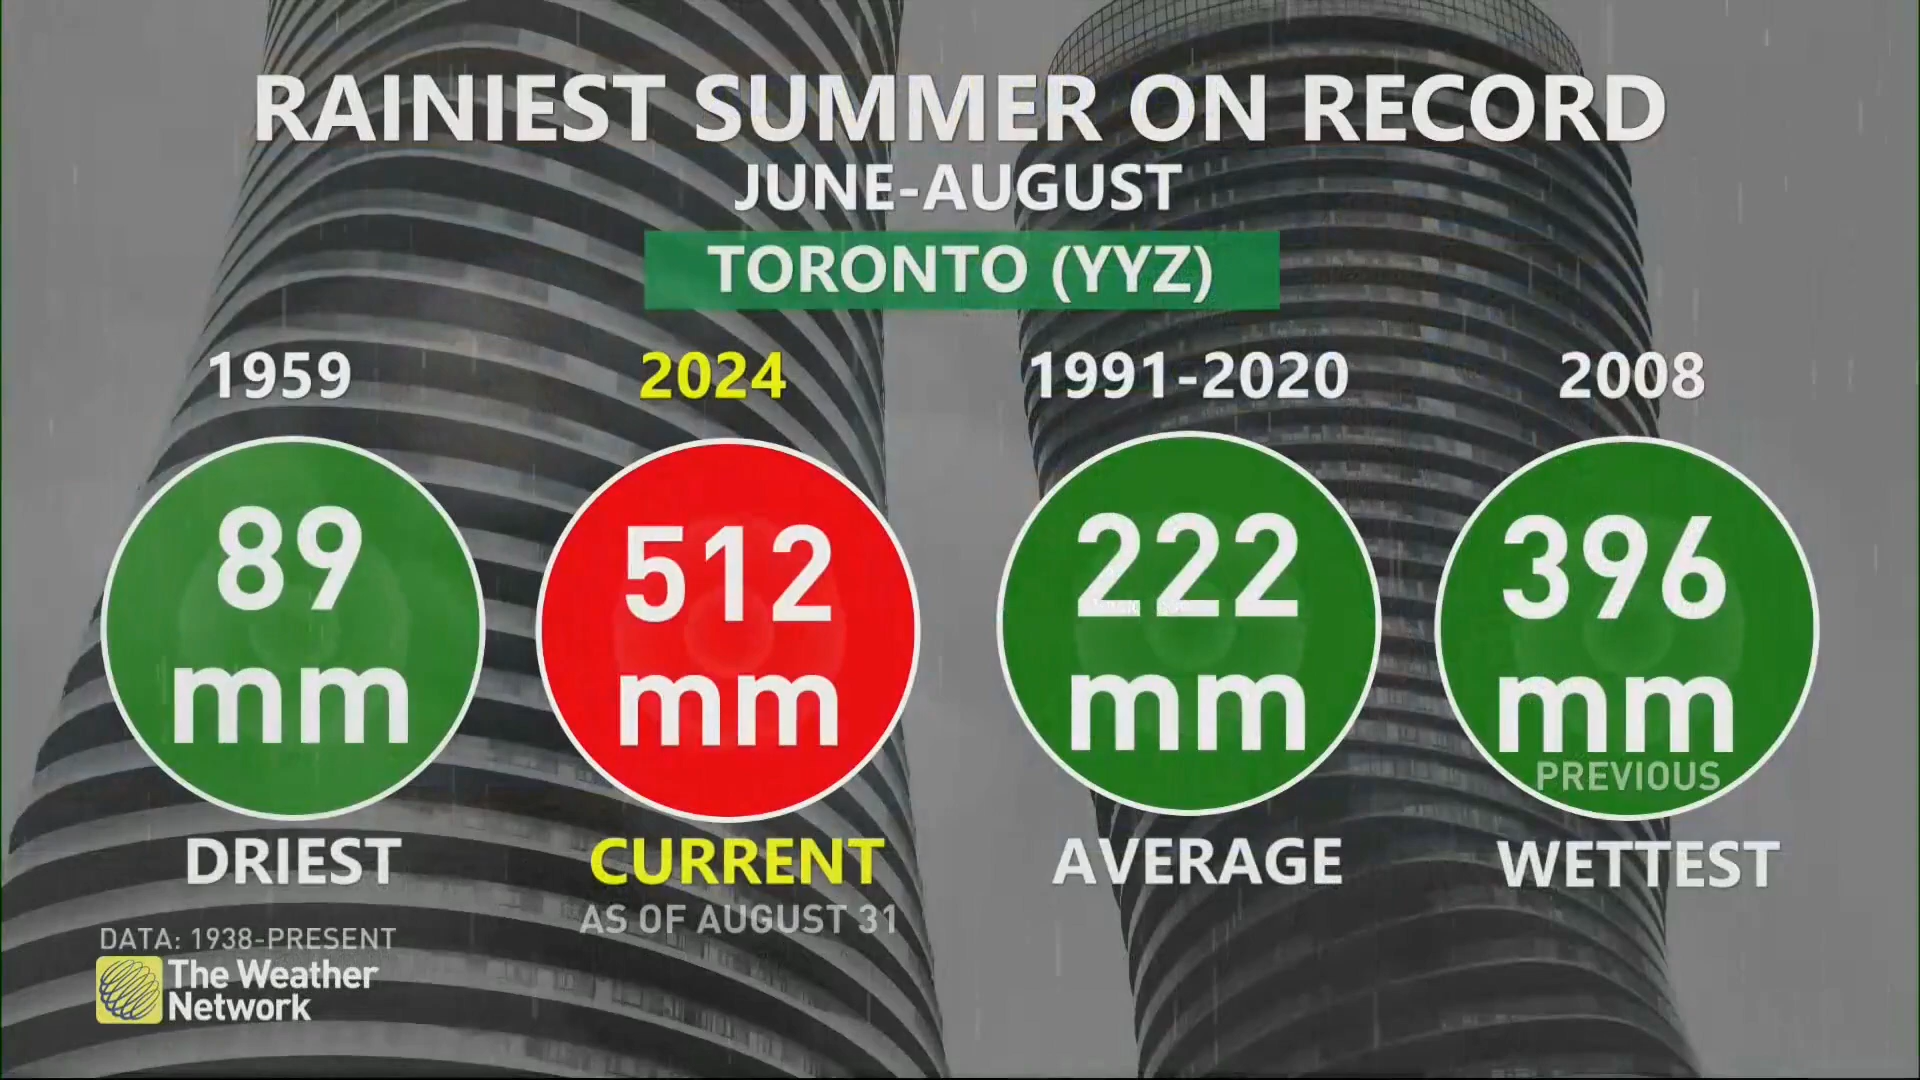 RAINIEST SUMMER ON RECORD
JUNE-AUGUST
TORONTO (YYZ)
1959
2024
1991-2020
2008
89
mm
512
mm
222
mm
396
mm
PREVIOUS
DRIEST
CURRENT
AS OF AUGUST 31
AVERAGE
WETTEST
DATA: 1938-PRESENT
The Weather
Network